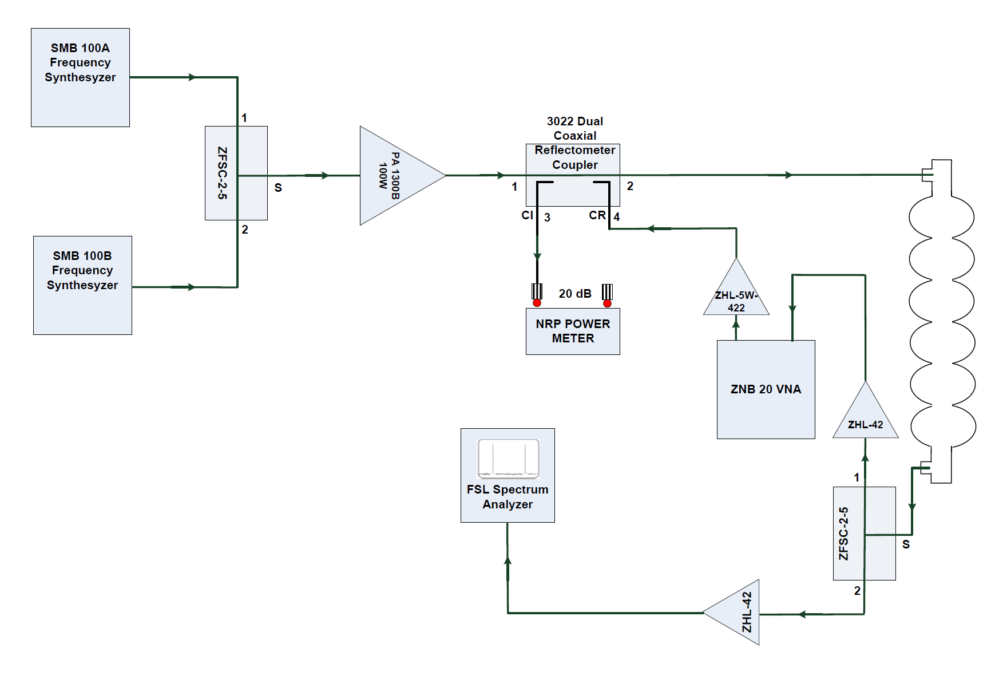 SMB 100A
Frequency
Synthesyzer
1
ZFSC-2-5
S
2
SMB 100B
Frequency
Synthesyzer
PA 1300B
100W
3022 Dual
Coaxial
Reflectometer
Coupler
1
2
CI
3
CR
4
20 dB
NRP POWER
METER
ZHL-5W-
422
ZNB 20 VNA
ZHL-42
1
ZFSC-2-5
S
2
ZHL-42
FSL Spectrum
Analyzer